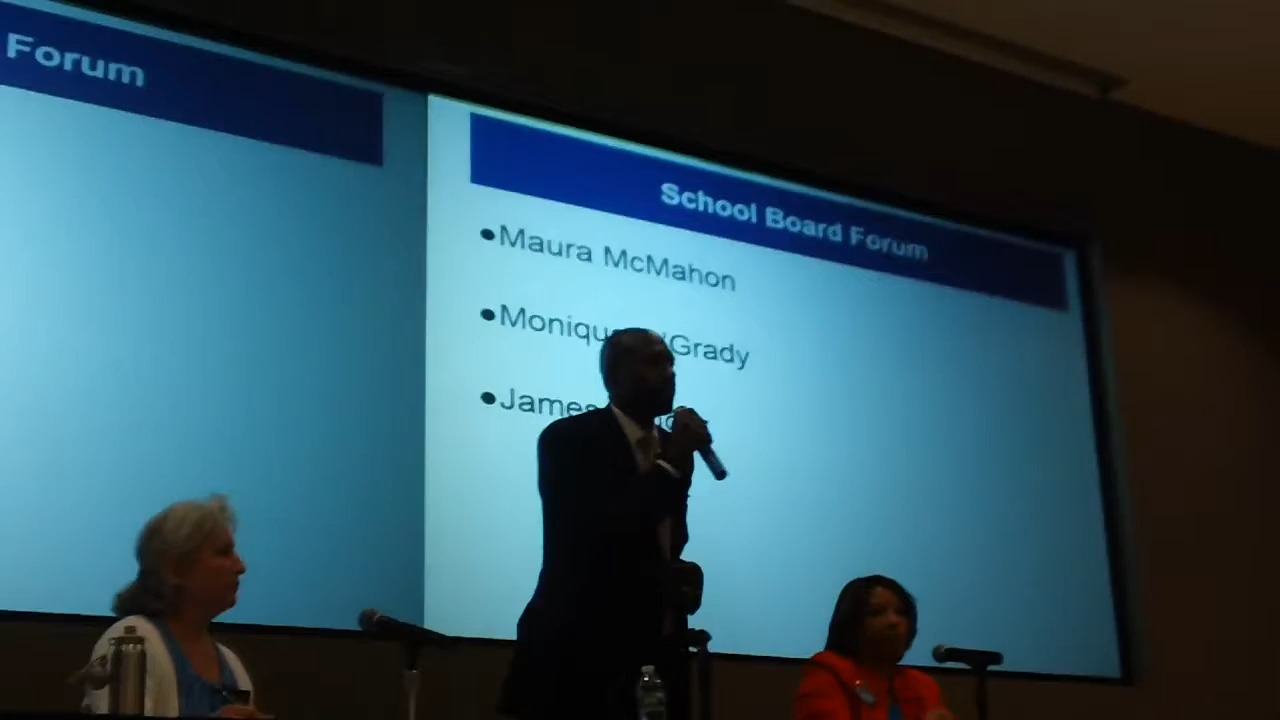 Forum
School Board Forum
•Maura McMahon
•Moniqu Grady
•James